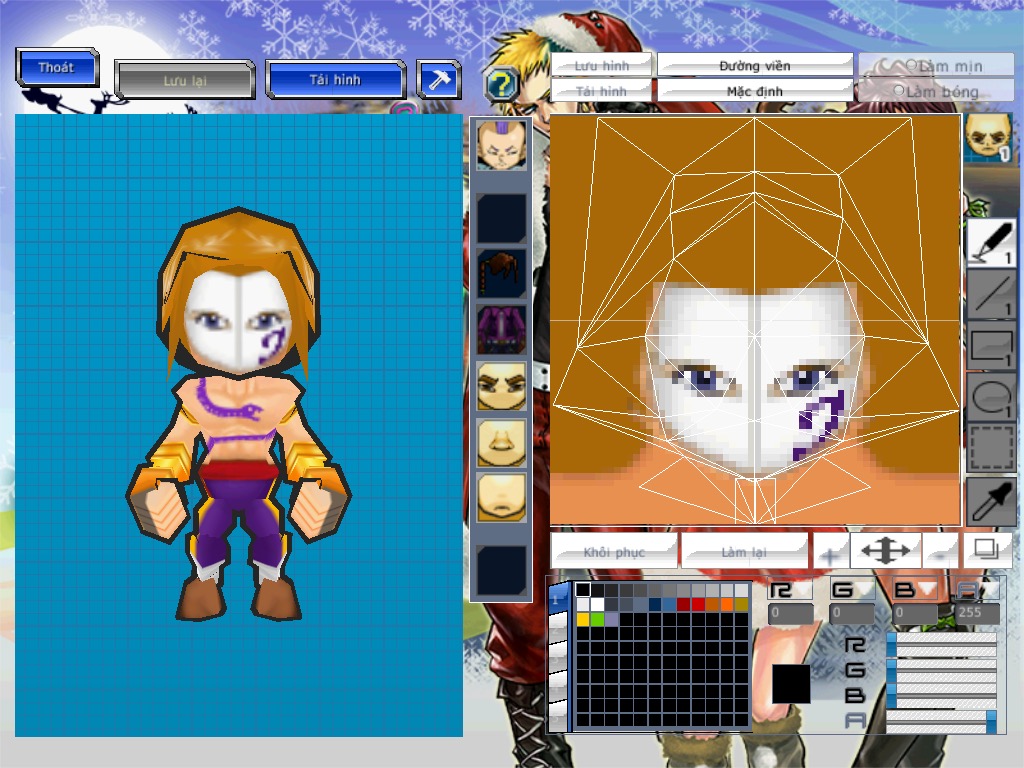 Thoát
Lưu lại
Tải hình
?
Lưu hình
Đường viền
Làm mịn
Tải hình
Mặc định
Làm bóng
1
1
1
1
1
Khôi phục
Làm lại
1
R G B A
0 0 0 255
R
G
B
A